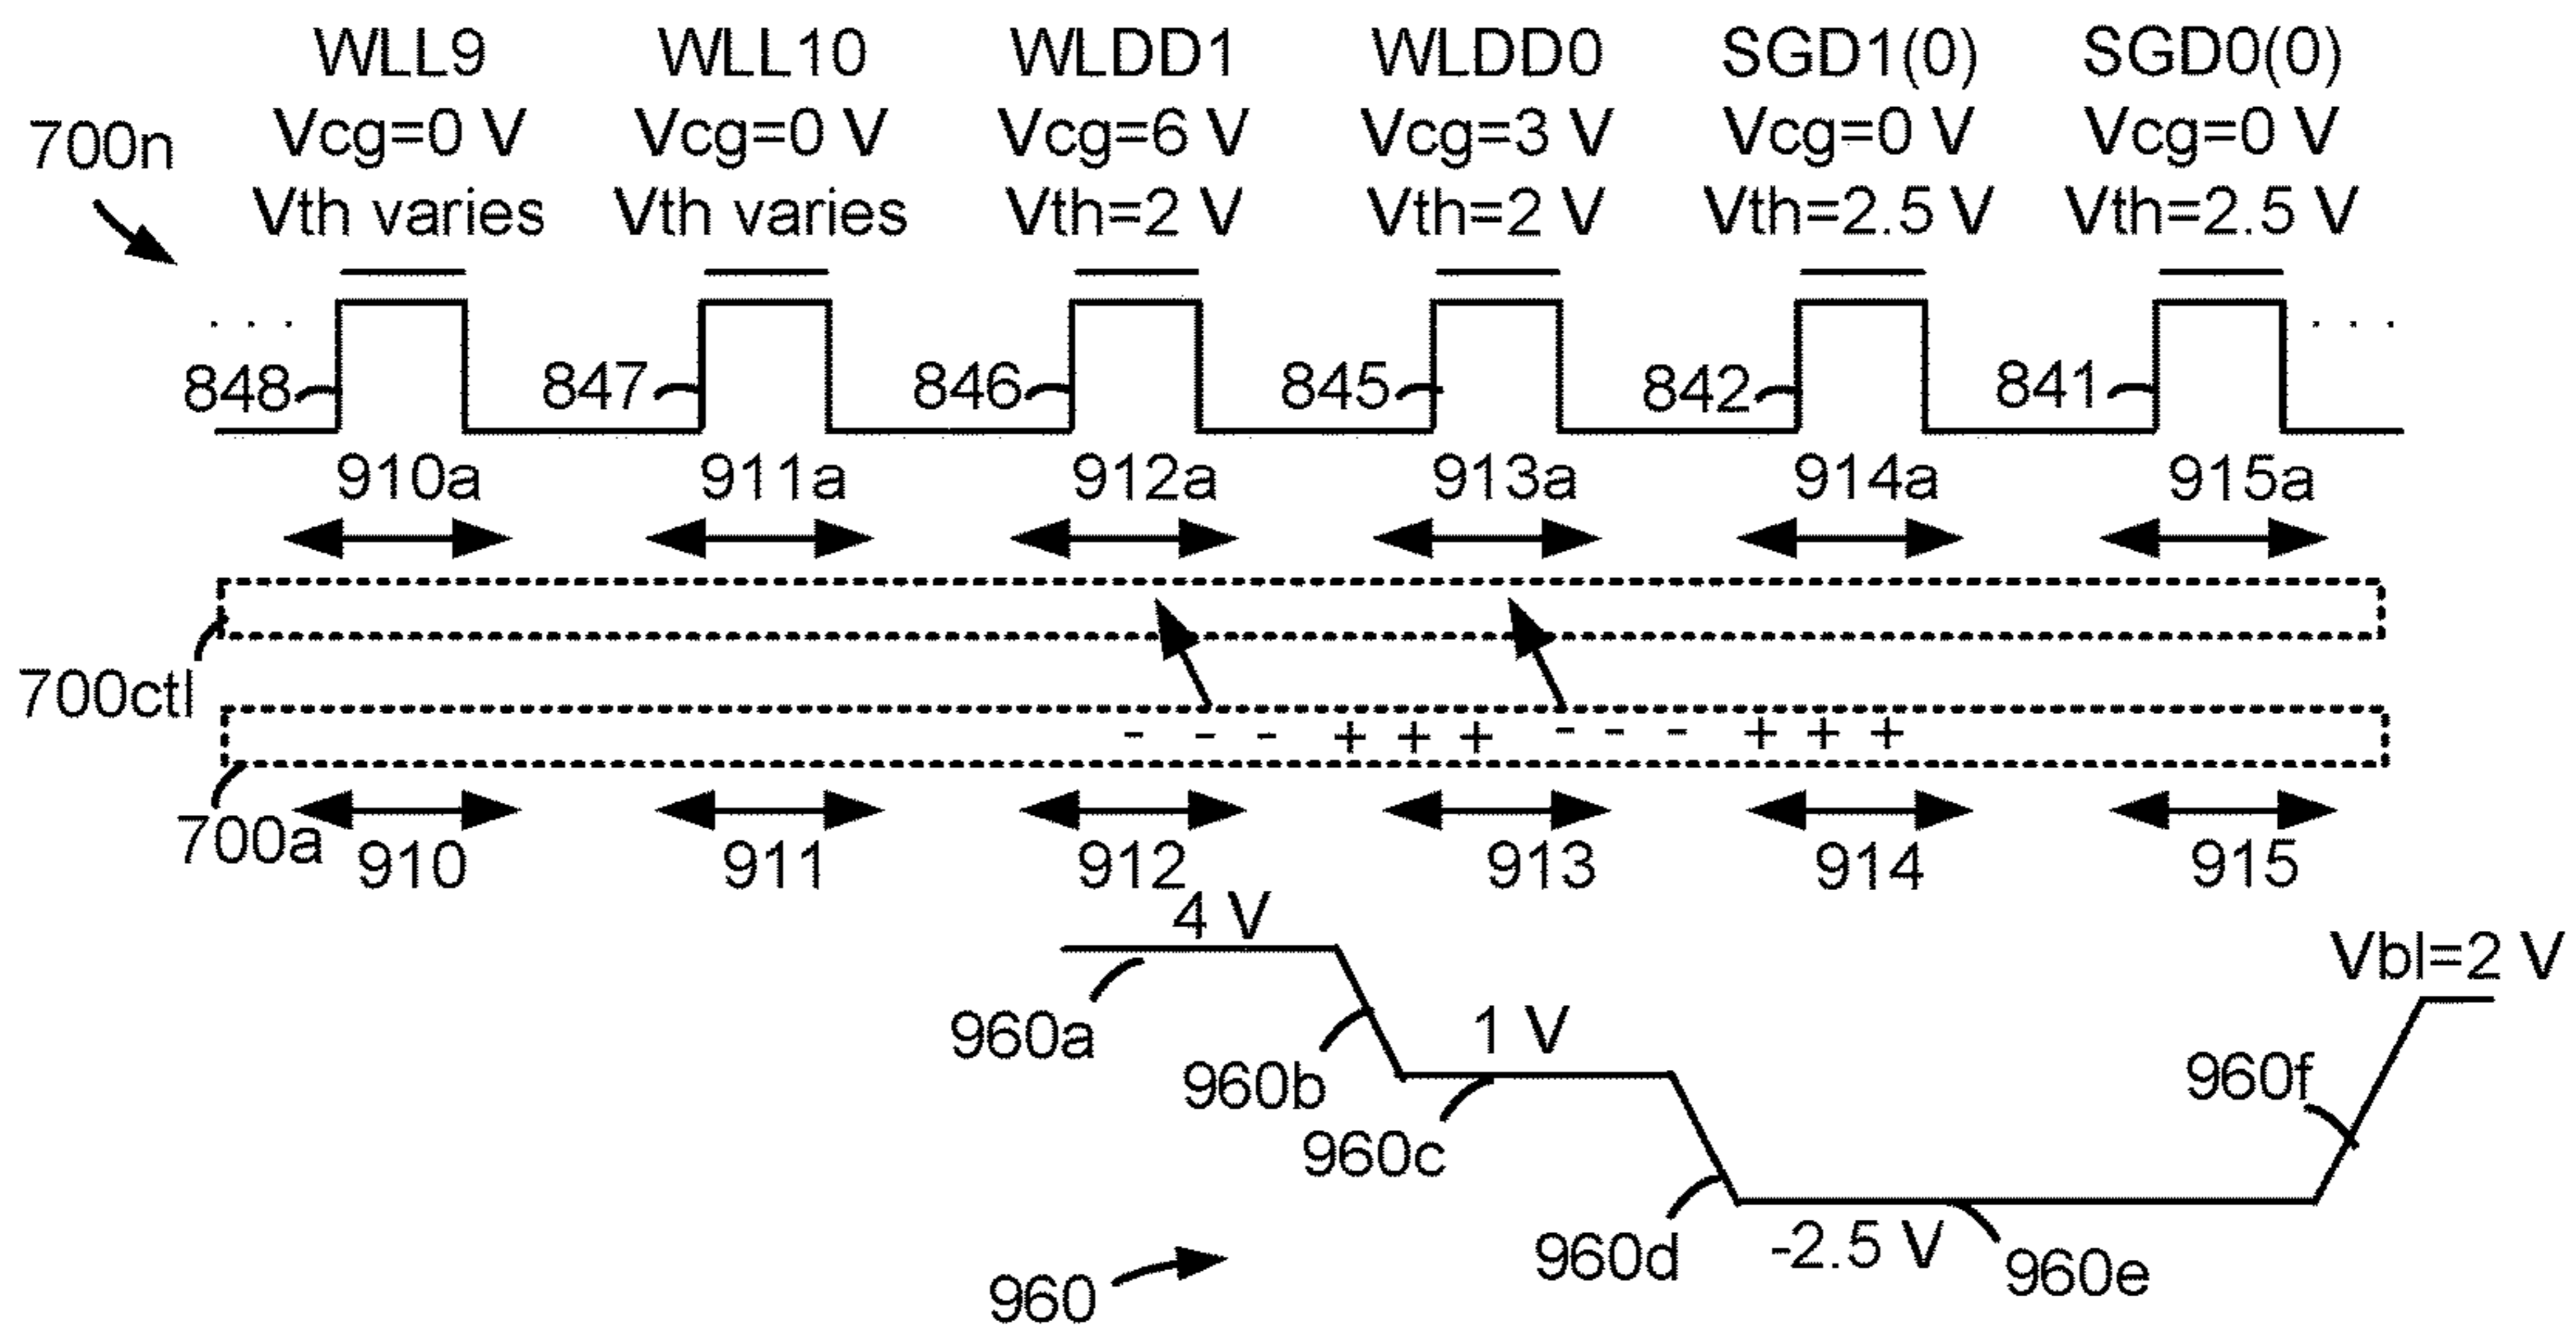 WLL9 WLL10 WLDD1 WLDD0 SGD1(0) SGD0(0)
Vcg=0 V Vcg=0 V Vcg=6 V Vcg=3 V Vcg=0 V Vcg=0 V
700n
Vth varies Vth varies Vth=2 V Vth=2 V Vth=2.5 V Vth=2.5 V
. . . . . .
848 847 846 845 842 841
910a 911a 912a 913a 914a 915a
700ctl
- - - + + + - - - + + +
700a
910 911 912 913 914 915
4 V
Vbl=2 V
960a 1 V
960b 960f
960c
-2.5 V
960d 960e
960